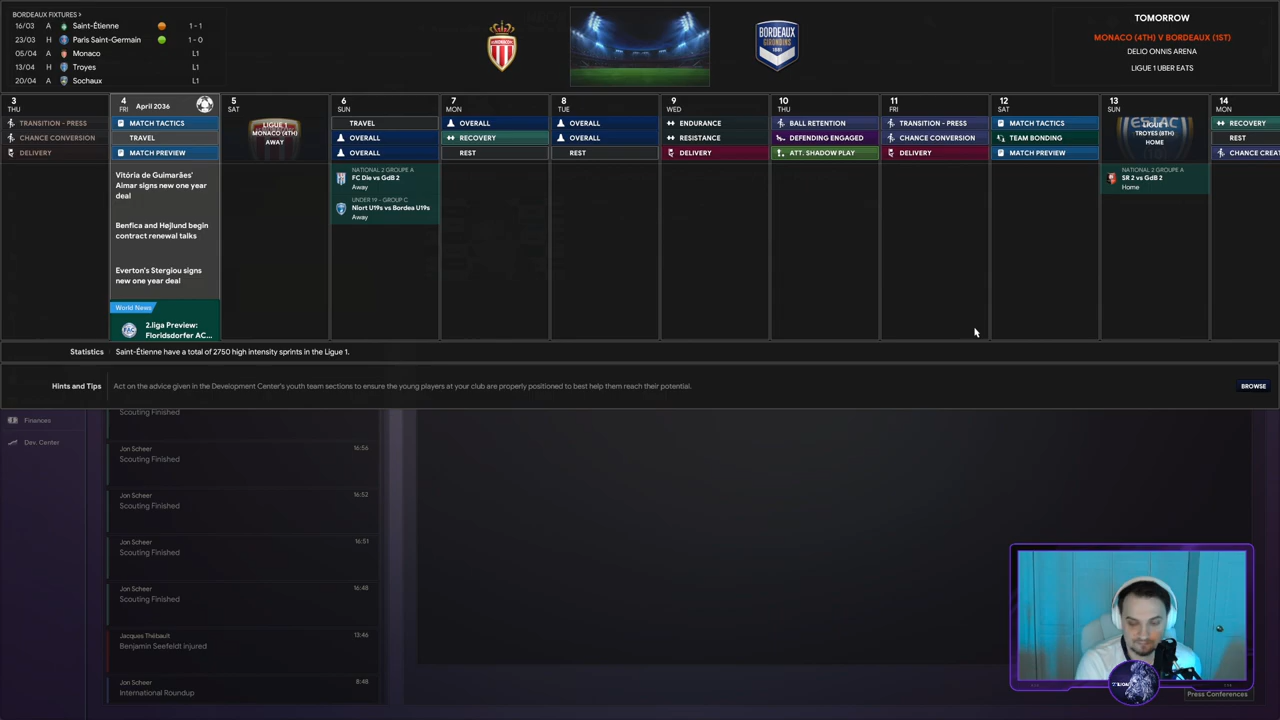 BORDEAUX FIXTURES >
16/03 A Saint-Étienne 1 - 1
23/03 H Paris Saint-Germain 1 - 0
05/04 A Monaco L1
13/04 H Troyes L1
20/04 A Sochaux L1
BORDEAUX
GIRONDINS
1881
TOMORROW
MONACO (4TH) V BORDEAUX (1ST)
DELIO ONNIS ARENA
LIGUE 1 UBER EATS
3
THU
TRANSITION - PRESS
CHANCE CONVERSION
DELIVERY
4
FRI
April 2036
MATCH TACTICS
TRAVEL
MATCH PREVIEW
Vitória de Guimarães'
Aimar signs new one year
deal
Benfica and Højlund begin
contract renewal talks
Everton's Stergiou signs
new one year deal
World News
2.liga Preview:
Floridsdorfer AC...
5
SAT
LIGUE 1
MONACO (4TH)
AWAY
6
SUN
TRAVEL
OVERALL
OVERALL
NATIONAL 2 GROUPE A
FC Die vs GdB 2
Away
UNDER 19 - GROUP C
Niort U19s vs Bordea U19s
Away
7
MON
OVERALL
RECOVERY
REST
8
TUE
OVERALL
OVERALL
REST
9
WED
ENDURANCE
RESISTANCE
DELIVERY
10
THU
BALL RETENTION
DEFENDING ENGAGED
ATT. SHADOW PLAY
11
FRI
TRANSITION - PRESS
CHANCE CONVERSION
DELIVERY
12
SAT
MATCH TACTICS
TEAM BONDING
MATCH PREVIEW
13
SUN
LIGUE 1
TROYES (8TH)
HOME
NATIONAL 2 GROUPE A
SR 2 vs GdB 2
Home
14
MON
RECOVERY
REST
CHANCE CREA
Statistics Saint-Étienne have a total of 2750 high intensity sprints in the Ligue 1.
Hints and Tips Act on the advice given in the Development Center's youth team sections to ensure the young players at your club are properly positioned to best help them reach their potential. BROWSE
Finances
Dev. Center
Scouting Finished
Jon Scheer 16:56
Scouting Finished
Jon Scheer 16:52
Scouting Finished
Jon Scheer 16:51
Scouting Finished
Jon Scheer 16:48
Scouting Finished
Jacques Thébault 13:46
Benjamin Seefeldt injured
Jon Scheer 8:48
International Roundup
Press Conferences